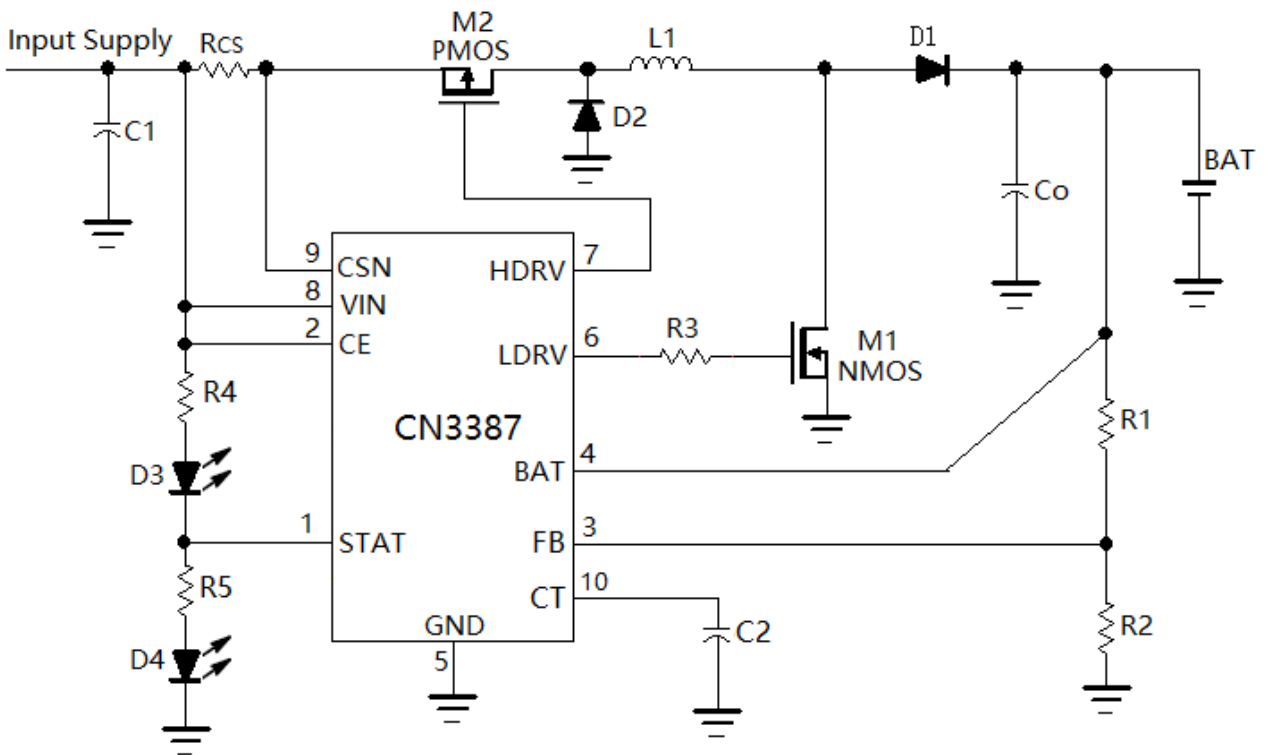 Input Supply
RCS
M2
PMOS
L1
D1
C1
D2
Co
BAT
9
CSN
HDRV
7
8
VIN
2
CE
LDRV
6
R3
M1
NMOS
R4
CN3387
R1
D3
BAT
4
1
STAT
FB
3
R5
CT
10
GND
C2
R2
D4
5